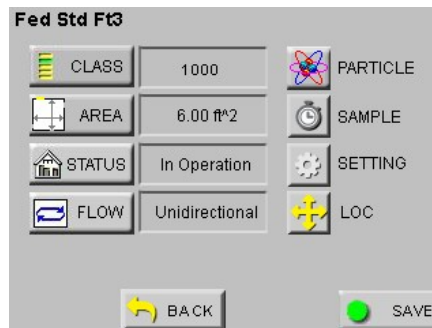 Fed Std Ft3
CLASS 1000 PARTICLE
AREA 6.00 ft^2 SAMPLE
STATUS In Operation SETTING
FLOW Unidirectional LOC
BACK SAVE